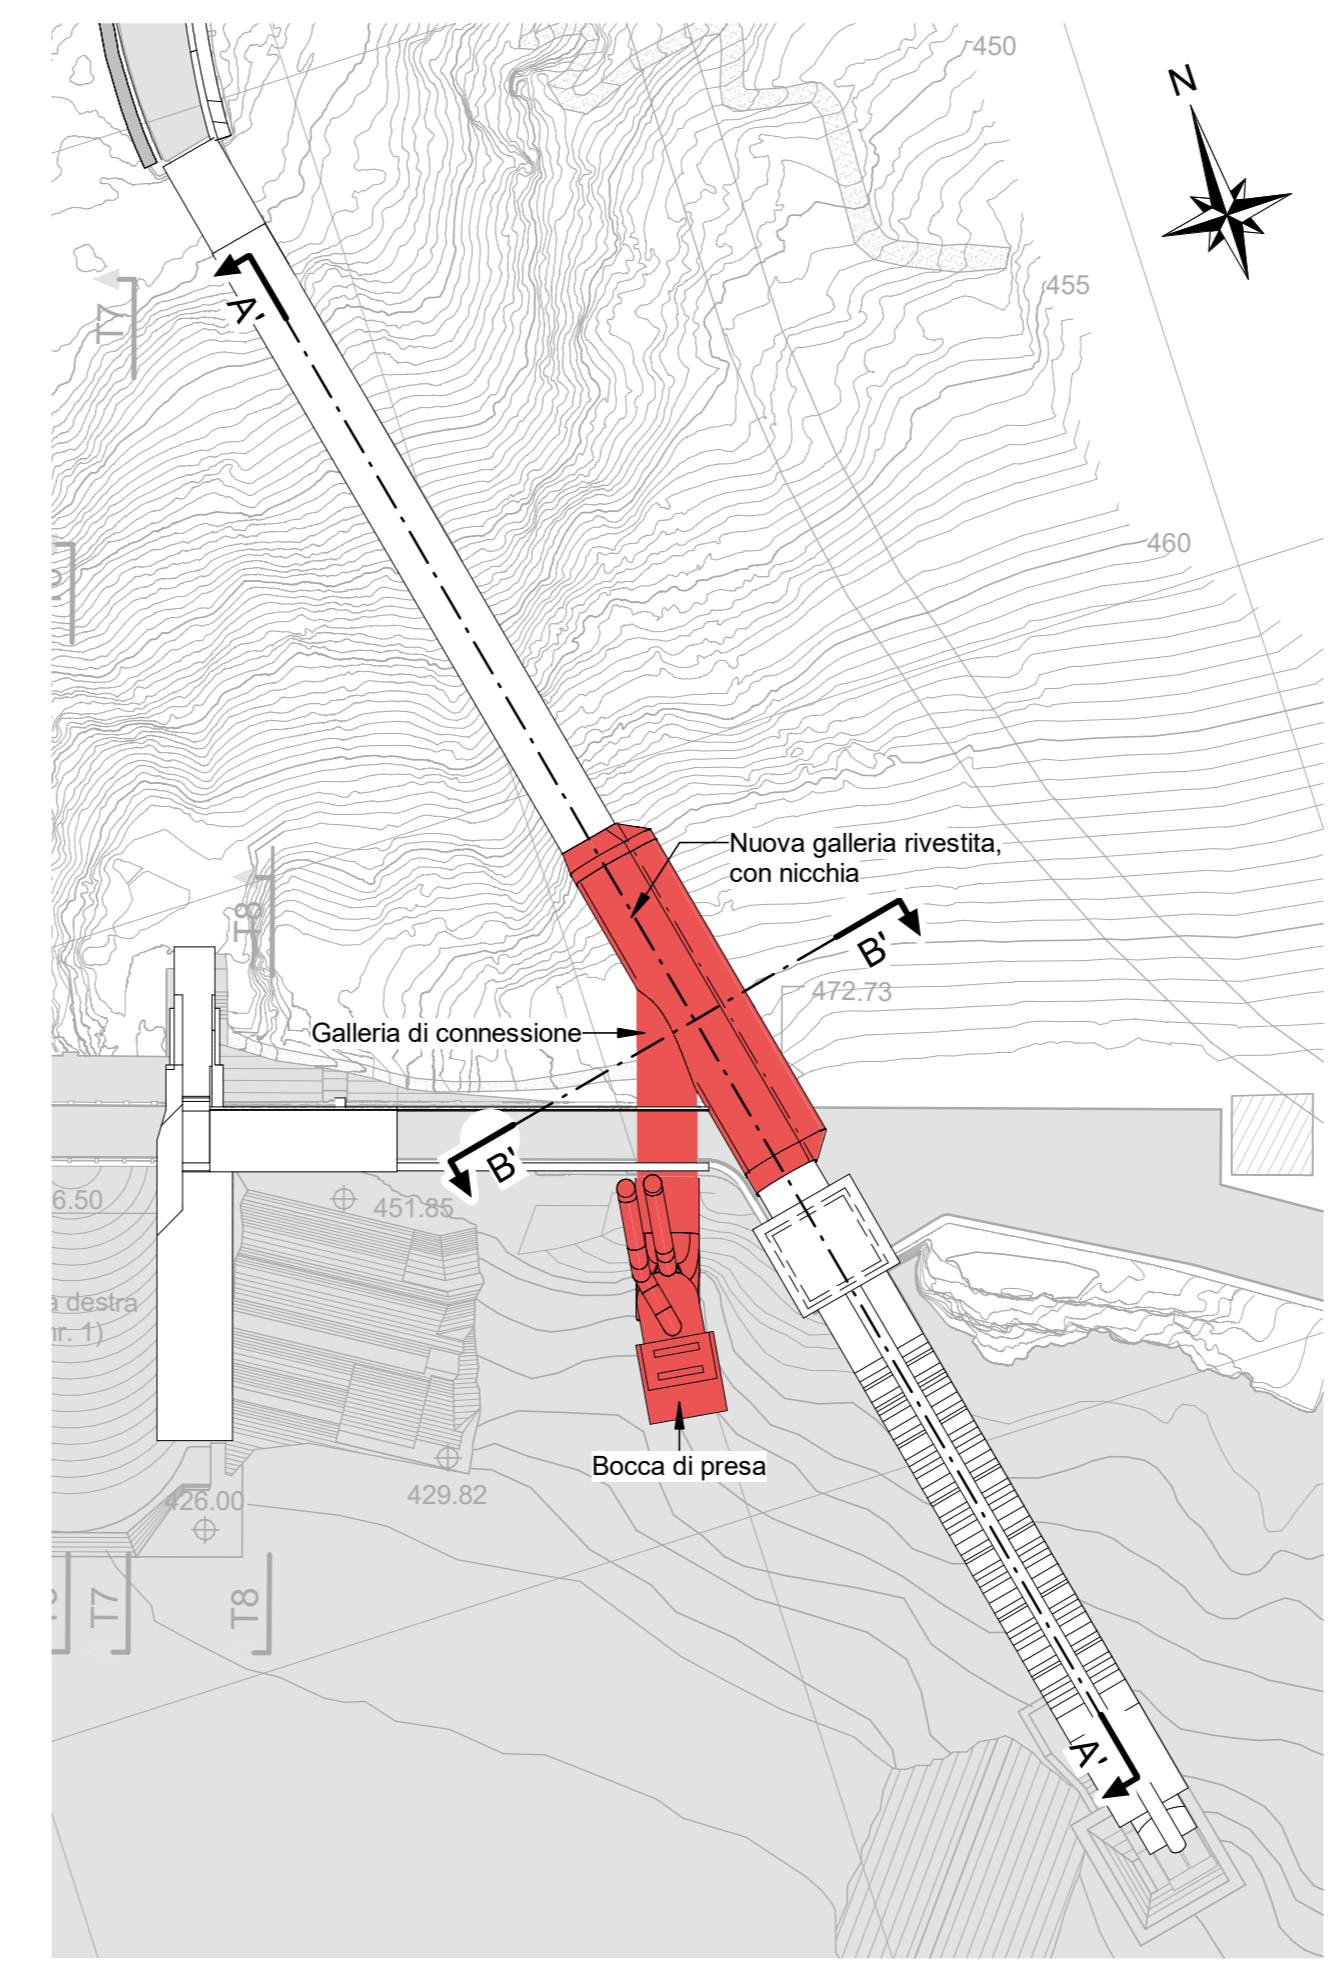 450
N
455
A'
T7
460
Nuova galleria rivestita,
con nicchia
T8
B'
472.73
Galleria di connessione
B'
6.50
451.85
a destra
nr. 1)
Bocca di presa
426.00
429.82
T7
T8
A'